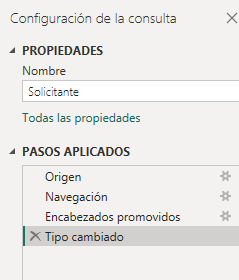 Configuración de la consulta
PROPIEDADES
Nombre
Solicitante
Todas las propiedades
PASOS APLICADOS
Origen
Navegación
Encabezados promovidos
Tipo cambiado